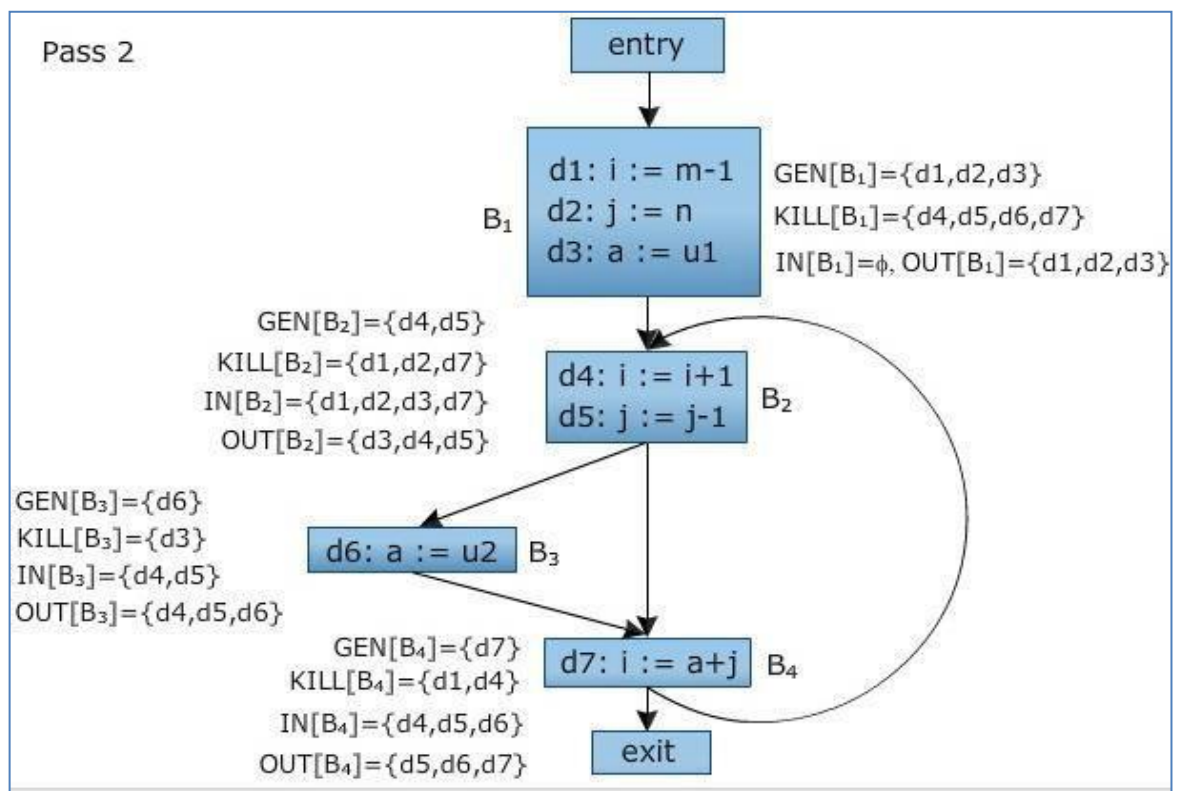 Pass 2
entry
d1: i := m-1
d2: j := n
d3: a := u1
B₁
GEN[B₁]={d1,d2,d3}
KILL[B₁]={d4,d5,d6,d7}
IN[B₁]=ϕ, OUT[B₁]={d1,d2,d3}
GEN[B₂]={d4,d5}
KILL[B₂]={d1,d2,d7}
IN[B₂]={d1,d2,d3,d7}
OUT[B₂]={d3,d4,d5}
d4: i := i+1
d5: j := j-1
B₂
GEN[B₃]={d6}
KILL[B₃]={d3}
IN[B₃]={d4,d5}
OUT[B₃]={d4,d5,d6}
d6: a := u2
B₃
GEN[B₄]={d7}
KILL[B₄]={d1,d4}
IN[B₄]={d4,d5,d6}
OUT[B₄]={d5,d6,d7}
d7: i := a+j
B₄
exit